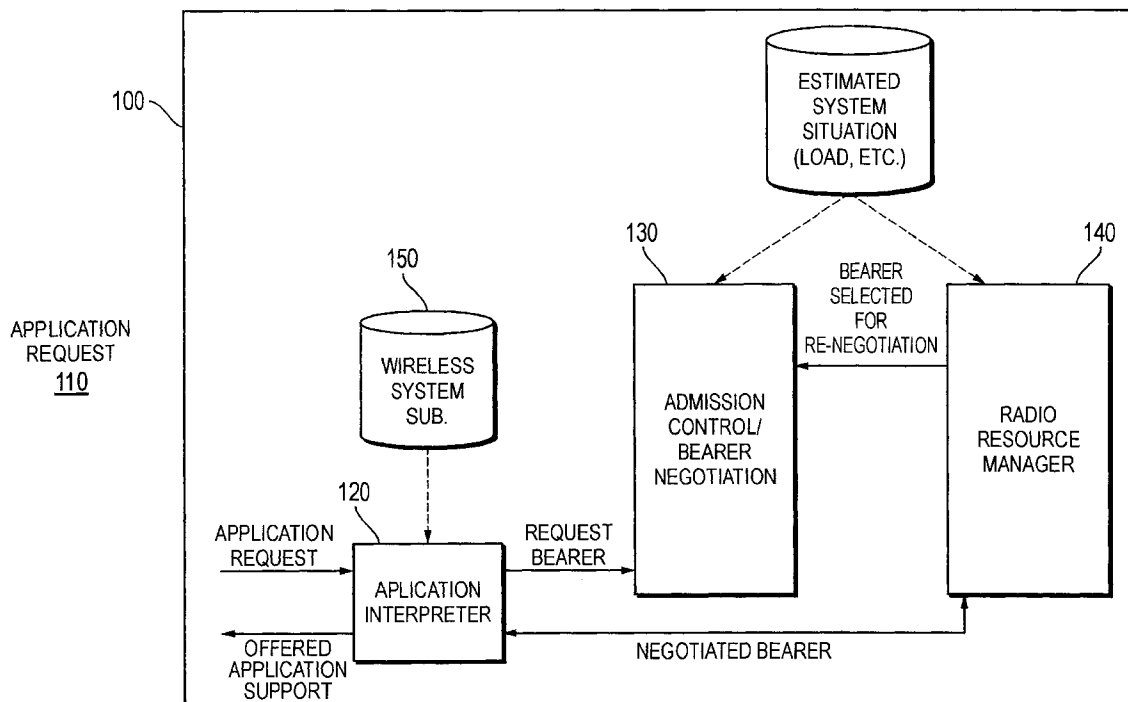 ESTIMATED
SYSTEM
SITUATION
(LOAD, ETC.)
100
130
140
150
BEARER
SELECTED
FOR
RE-NEGOTIATION
APPLICATION
REQUEST
110
WIRELESS
SYSTEM
SUB.
ADMISSION
CONTROL/
BEARER
NEGOTIATION
RADIO
RESOURCE
MANAGER
120
APPLICATION
REQUEST
REQUEST
BEARER
APLICATION
INTERPRETER
OFFERED
APPLICATION
SUPPORT
NEGOTIATED BEARER